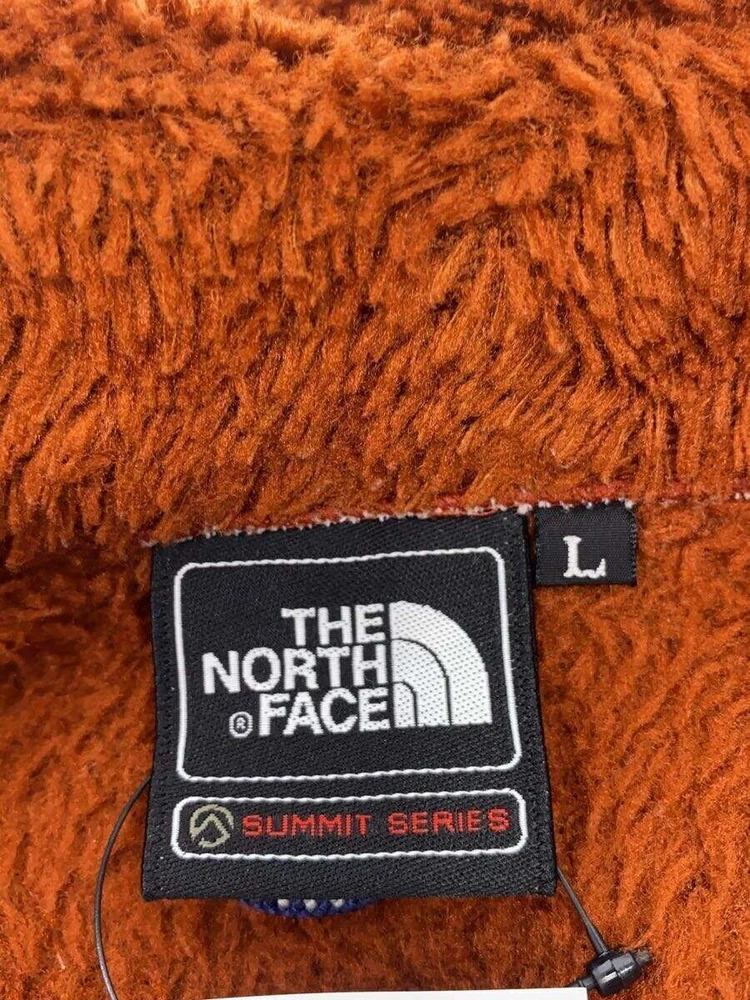 THE
NORTH
® FACE
L
SUMMIT SERIES